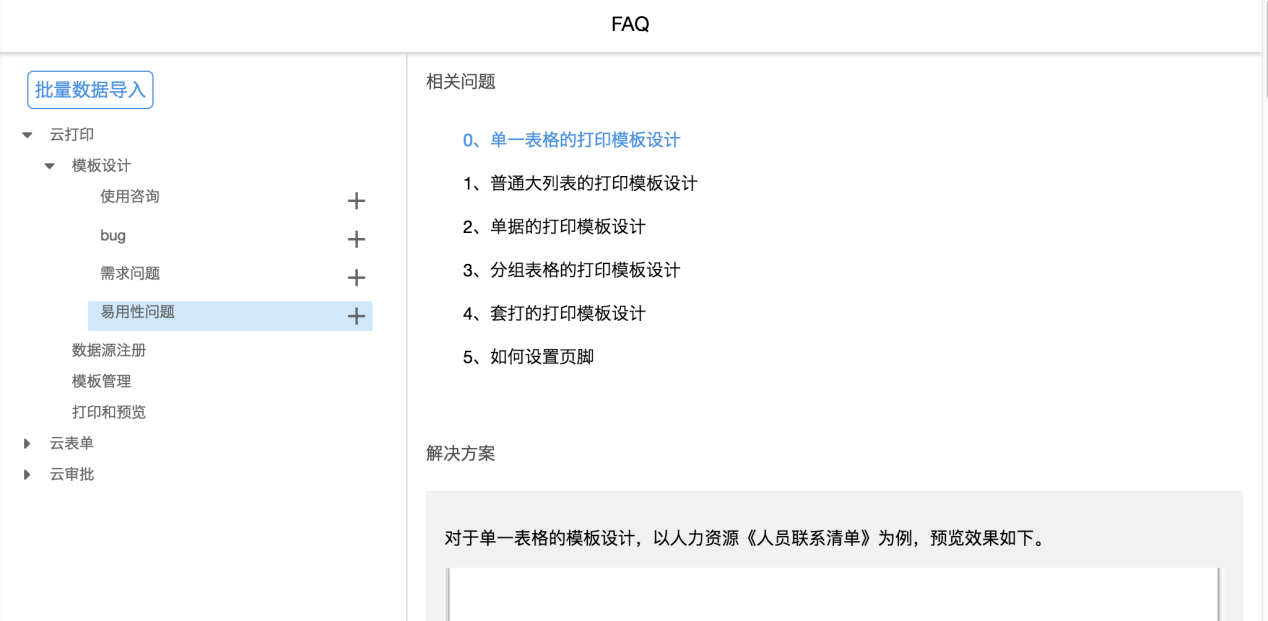 FAQ
批量数据导入
云打印
模板设计
使用咨询
bug
需求问题
易用性问题
数据源注册
模板管理
打印和预览
云表单
云审批
相关问题
0、单一表格的打印模板设计
1、普通大列表的打印模板设计
2、单据的打印模板设计
3、分组表格的打印模板设计
4、套打的打印模板设计
5、如何设置页脚
解决方案
对于单一表格的模板设计，以人力资源《人员联系清单》为例，预览效果如下。